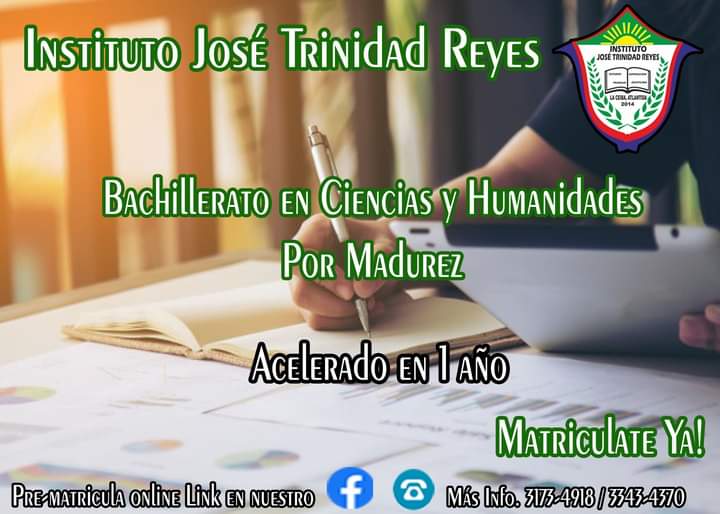 Instituto José Trinidad Reyes
INSTITUTO
JOSÉ TRINIDAD REYES
LA CEIBA, ATLANTIDA
2014
Bachillerato en Ciencias y Humanidades
Por Madurez
Acelerado en 1 año
Matriculate Ya!
Pre-matricula online Link en nuestro
Más Info. 3173-4918 / 3343-4370